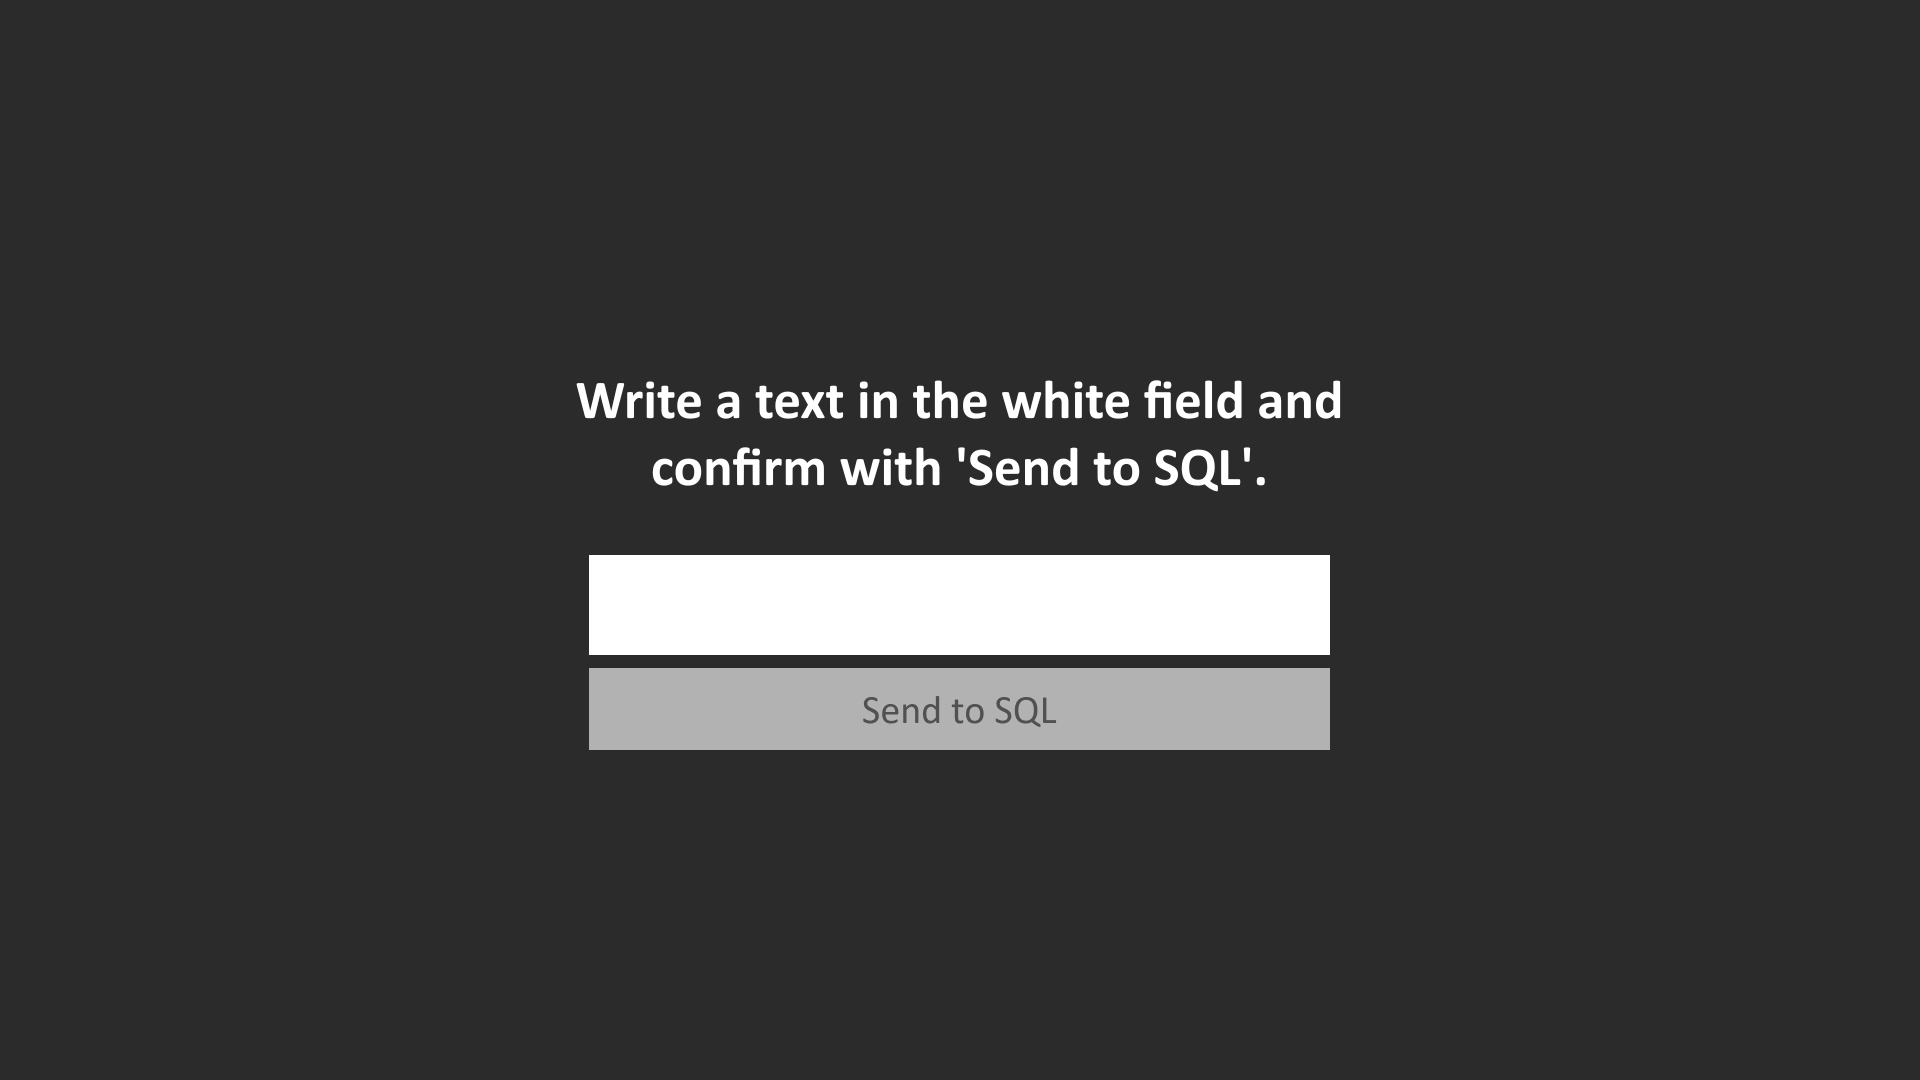 Write a text in the white field and
confirm with 'Send to SQL'.
Send to SQL